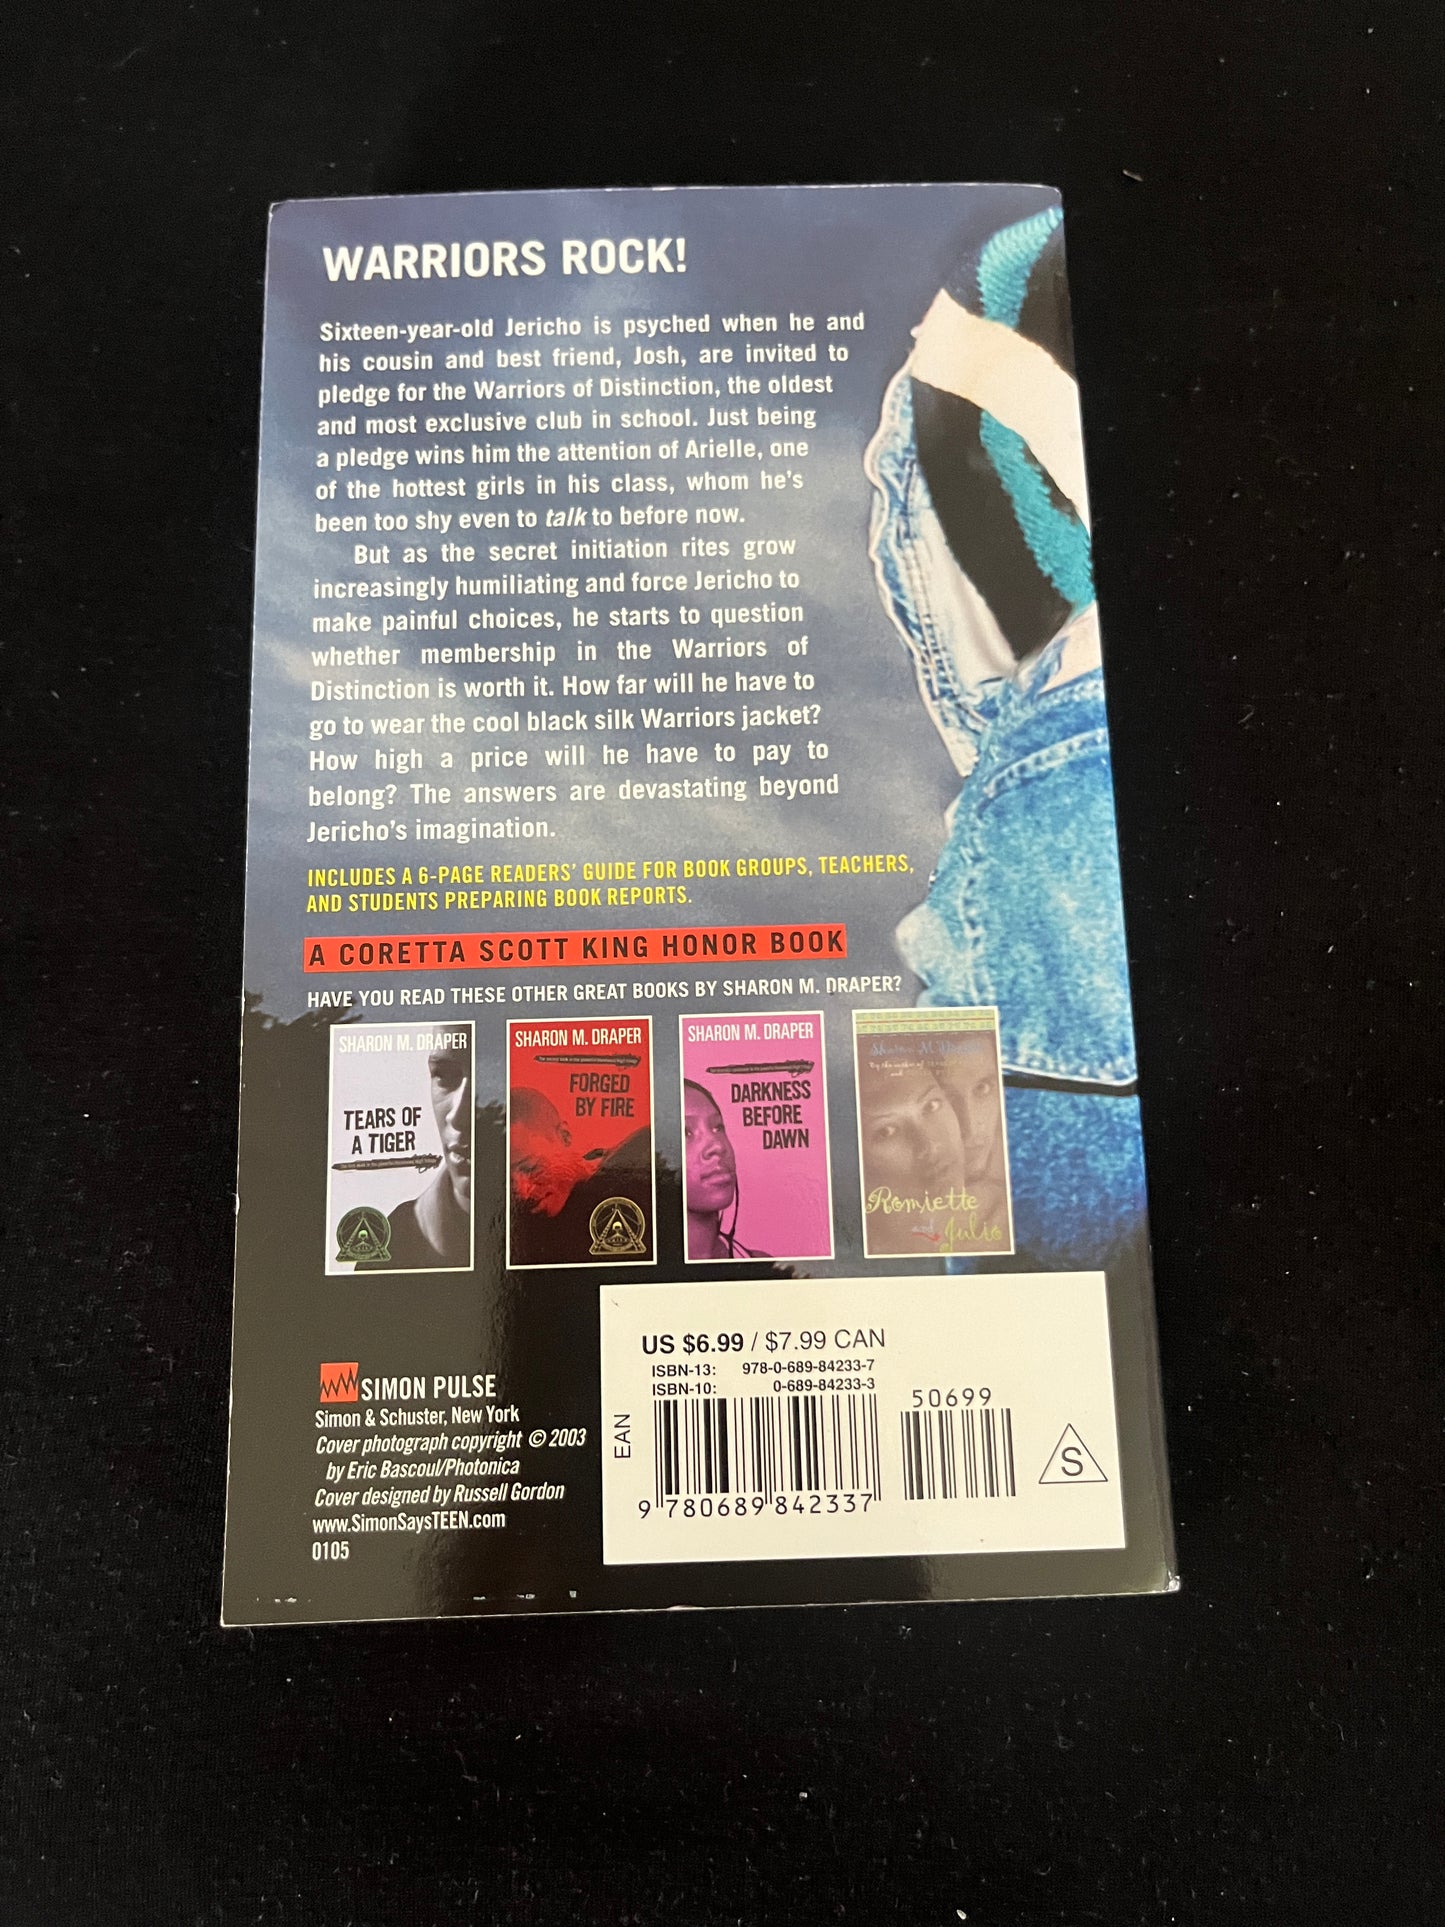 WARRIORS ROCK!
Sixteen-year-old Jericho is psyched when he and
his cousin and best friend, Josh, are invited to
pledge for the Warriors of Distinction, the oldest
and most exclusive club in school. Just being
a pledge wins him the attention of Arielle, one
of the hottest girls in his class, whom he's
been too shy even to talk to before now.
But as the secret initiation rites grow
increasingly humiliating and force Jericho to
make painful choices, he starts to question
whether membership in the Warriors of
Distinction is worth it. How far will he have to
go to wear the cool black silk Warriors jacket?
How high a price will he have to pay to
belong? The answers are devastating beyond
Jericho's imagination.
INCLUDES A 6-PAGE READERS' GUIDE FOR BOOK GROUPS, TEACHERS,
AND STUDENTS PREPARING BOOK REPORTS.
A CORETTA SCOTT KING HONOR BOOK
HAVE YOU READ THESE OTHER GREAT BOOKS BY SHARON M. DRAPER?
SHARON M. DRAPER
TEARS OF
A TIGER
SHARON M. DRAPER
FORGED
BY FIRE
SHARON M. DRAPER
DARKNESS
BEFORE
DAWN
Sharon M.
Romiette
and
Julio
US $6.99 / $7.99 CAN
ISBN-13: 978-0-689-84233-7
ISBN-10: 0-689-84233-3
50699
EAN
9 780689 842337
S
SIMON PULSE
Simon & Schuster, New York
Cover photograph copyright © 2003
by Eric Bascoul/Photonica
Cover designed by Russell Gordon
www.SimonSaysTEEN.com
0105